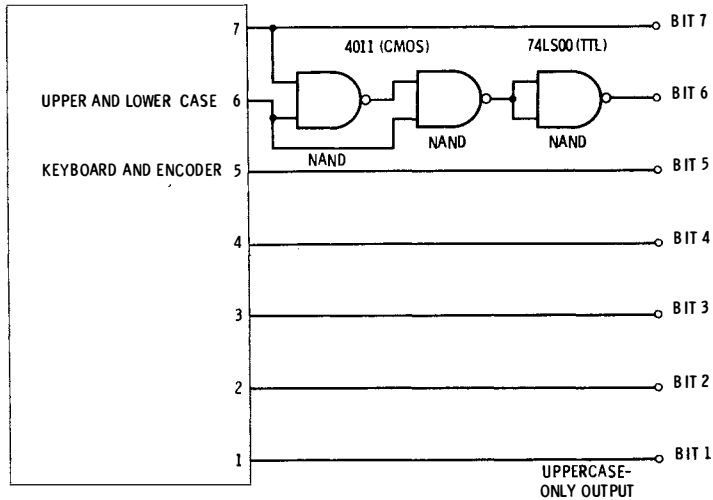 7
BIT 7
4011 (CMOS)
74LS00 (TTL)
UPPER AND LOWER CASE 6
BIT 6
NAND
NAND
NAND
KEYBOARD AND ENCODER 5
BIT 5
4
BIT 4
3
BIT 3
2
BIT 2
1
BIT 1
UPPERCASE-
ONLY OUTPUT